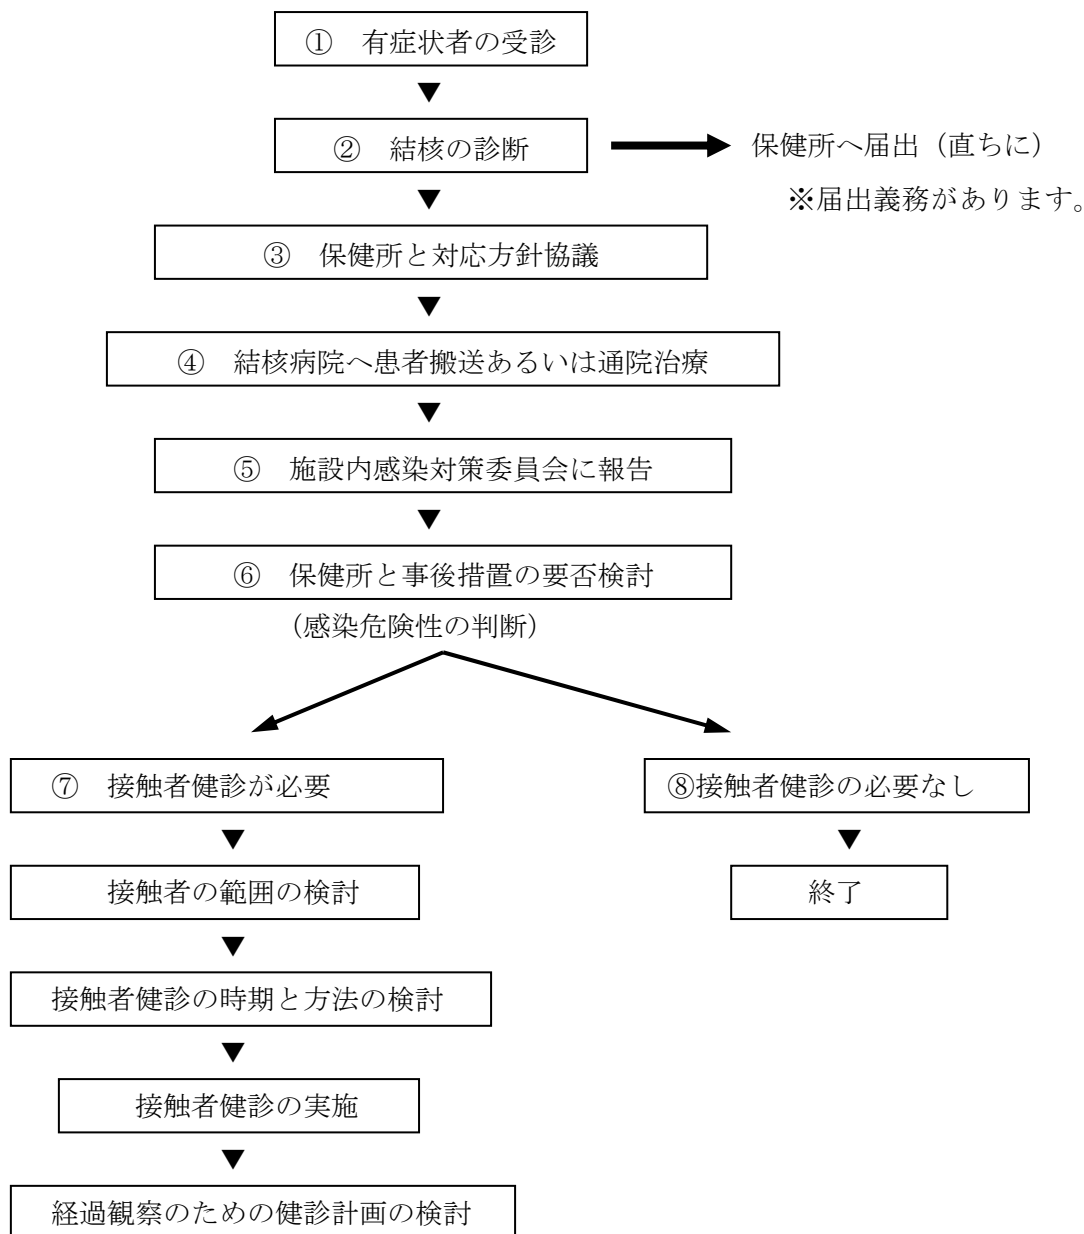 ① 有症状者の受診
② 結核の診断
保健所へ届出（直ちに）
※届出義務があります。
③ 保健所と対応方針協議
④ 結核病院へ患者搬送あるいは通院治療
⑤ 施設内感染対策委員会に報告
⑥ 保健所と事後措置の要否検討
（感染危険性の判断）
⑦ 接触者健診が必要
⑧接触者健診の必要なし
接触者の範囲の検討
終了
接触者健診の時期と方法の検討
接触者健診の実施
経過観察のための健診計画の検討